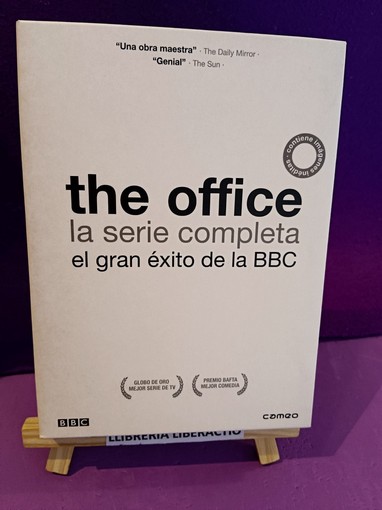 “Una obra maestra” · The Daily Mirror ·
“Genial” · The Sun ·
· contiene imágenes inéditas
the office
la serie completa
el gran éxito de la BBC
GLOBO DE ORO
MEJOR SERIE DE TV
PREMIO BAFTA
MEJOR COMEDIA
BBC
cameo
LLIBRERIA LIBERACTIO